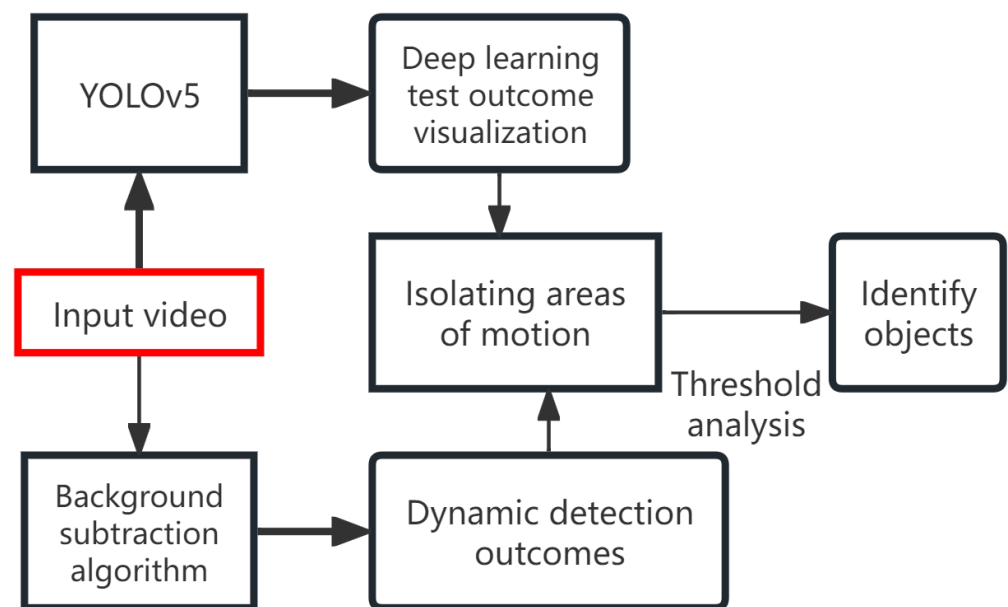 YOLOv5
Deep learning
test outcome
visualization
Input video
Isolating areas
of motion
Identify
objects
Threshold
analysis
Background
subtraction
algorithm
Dynamic detection
outcomes